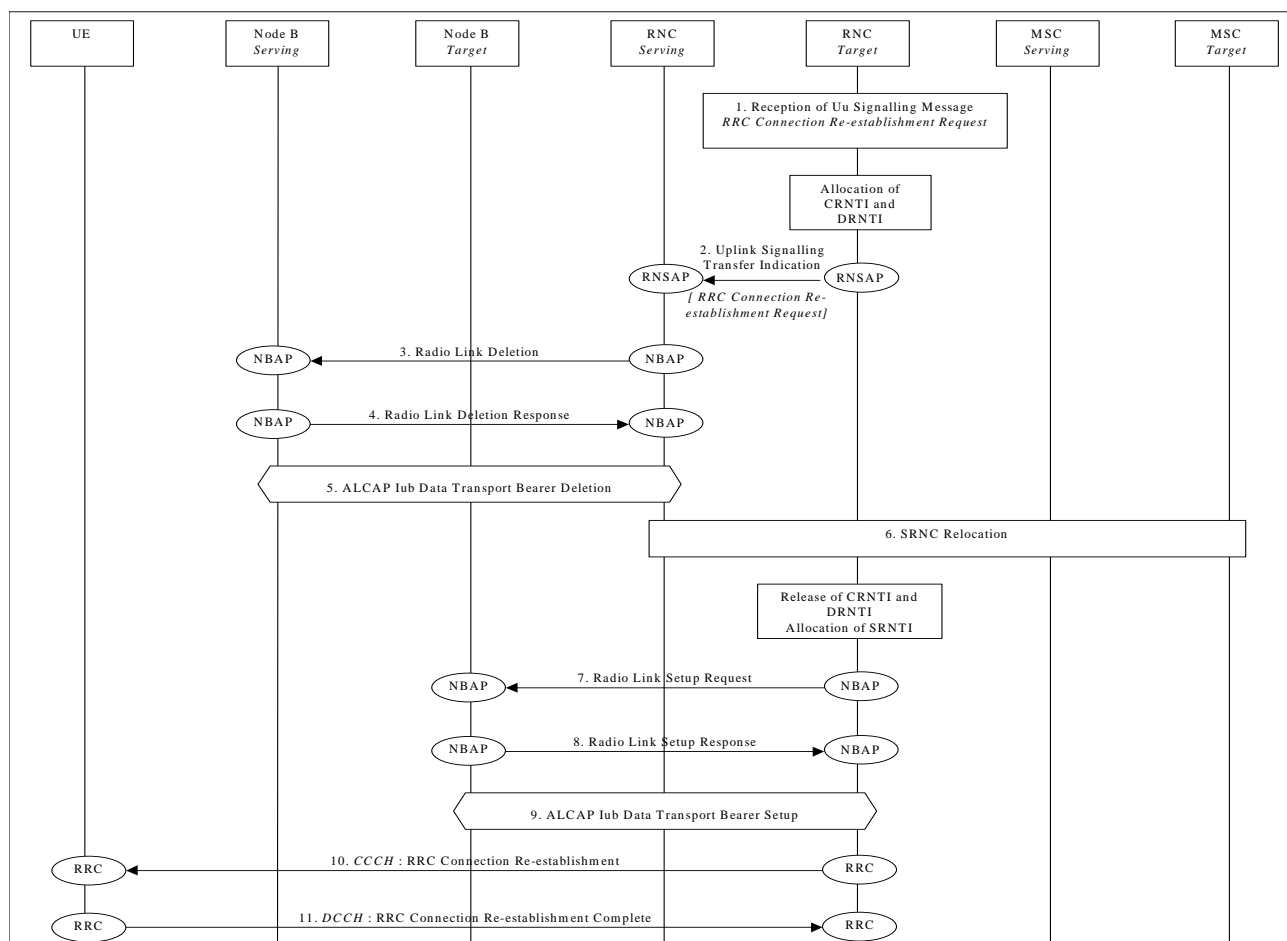 UE
Node B
Serving
Node B
Target
RNC
Serving
RNC
Target
MSC
Serving
MSC
Target
1. Reception of Uu Signalling Message
RRC Connection Re-establishment Request
Allocation of
CRNTI and
DRNTI
2. Uplink Signalling
Transfer Indication
RNSAP
RNSAP
[ RRC Connection Re-
establishment Request]
NBAP
3. Radio Link Deletion
NBAP
NBAP
4. Radio Link Deletion Response
NBAP
5. ALCAP Iub Data Transport Bearer Deletion
6. SRNC Relocation
Release of CRNTI and
DRNTI
Allocation of SRNTI
NBAP
7. Radio Link Setup Request
NBAP
NBAP
8. Radio Link Setup Response
NBAP
9. ALCAP Iub Data Transport Bearer Setup
RRC
10. CCCH : RRC Connection Re-establishment
RRC
RRC
11. DCCH : RRC Connection Re-establishment Complete
RRC